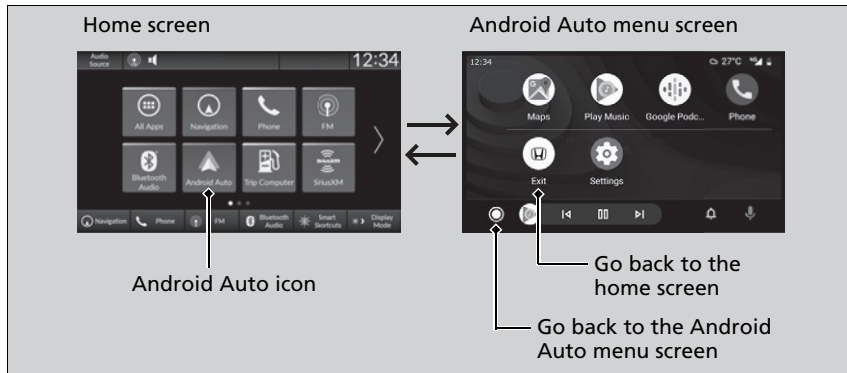 Home screen
Android Auto menu screen
Audio
Source
12:34
All Apps
Navigation
Phone
FM
Bluetooth
Audio
Android Auto
Trip Computer
SiriusXM
Navigation
Phone
FM
Bluetooth
Audio
Smart
Shortcuts
Display
Mode
12:34
27°C
4G
Maps
Play Music
Google Podc...
Phone
Exit
Settings
Android Auto icon
Go back to the
home screen
Go back to the Android
Auto menu screen